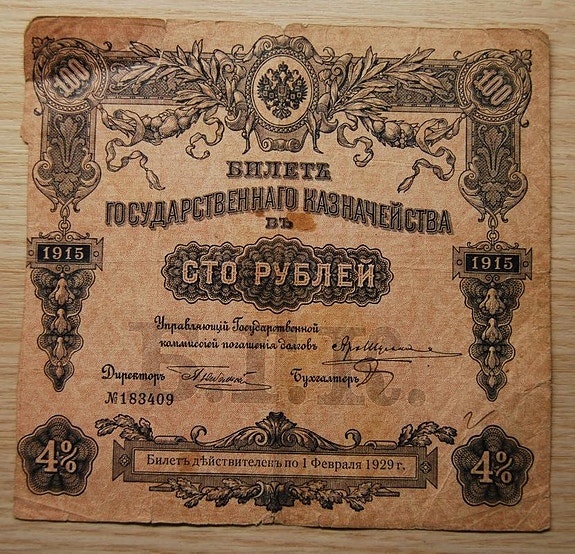 100 100
БИЛЕТЪ
ГОСУДАРСТВЕННАГО КАЗНАЧЕЙСТВА
ВЪ
1915 1915
СТО РУБЛЕЙ
Управляющій Государственной
коммиссіей погашенія долговъ
Директоръ Бухгалтеръ
№183409
4% 4%
Билетъ дѣйствителенъ по 1 Февраля 1929 г.